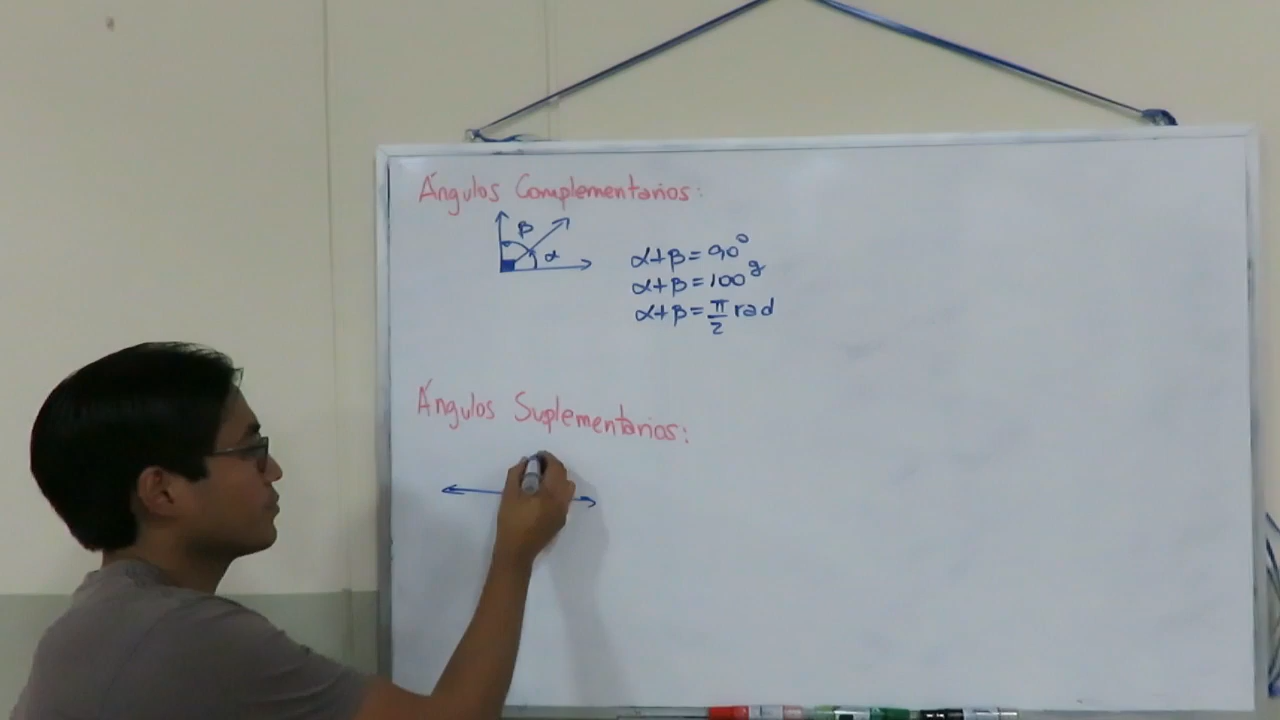 Ángulos Complementarios:
β
α
α+β=90°
α+β=100ᵍ
α+β=π/2 rad
Ángulos Suplementarios: